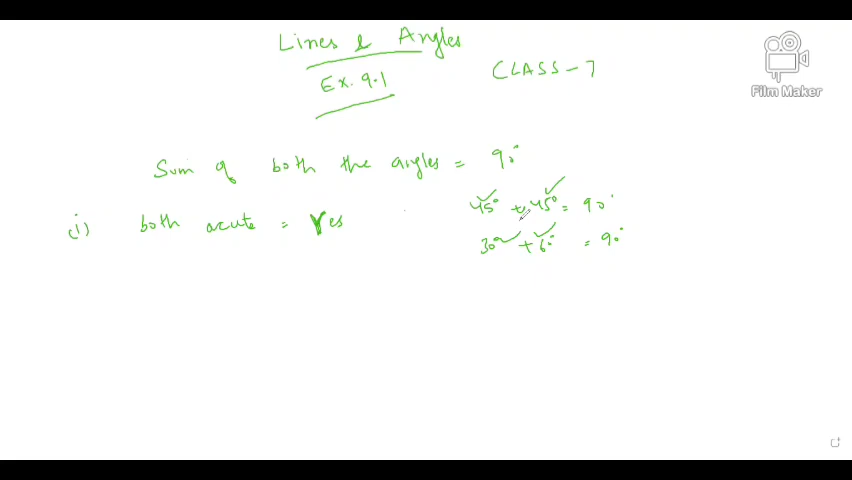 Lines & Angles
Ex. 9.1
CLASS - 7
Film Maker
Sum of both the angles = 90°
45° + 45° = 90°
(i) both acute = Yes
30° + 60° = 90°